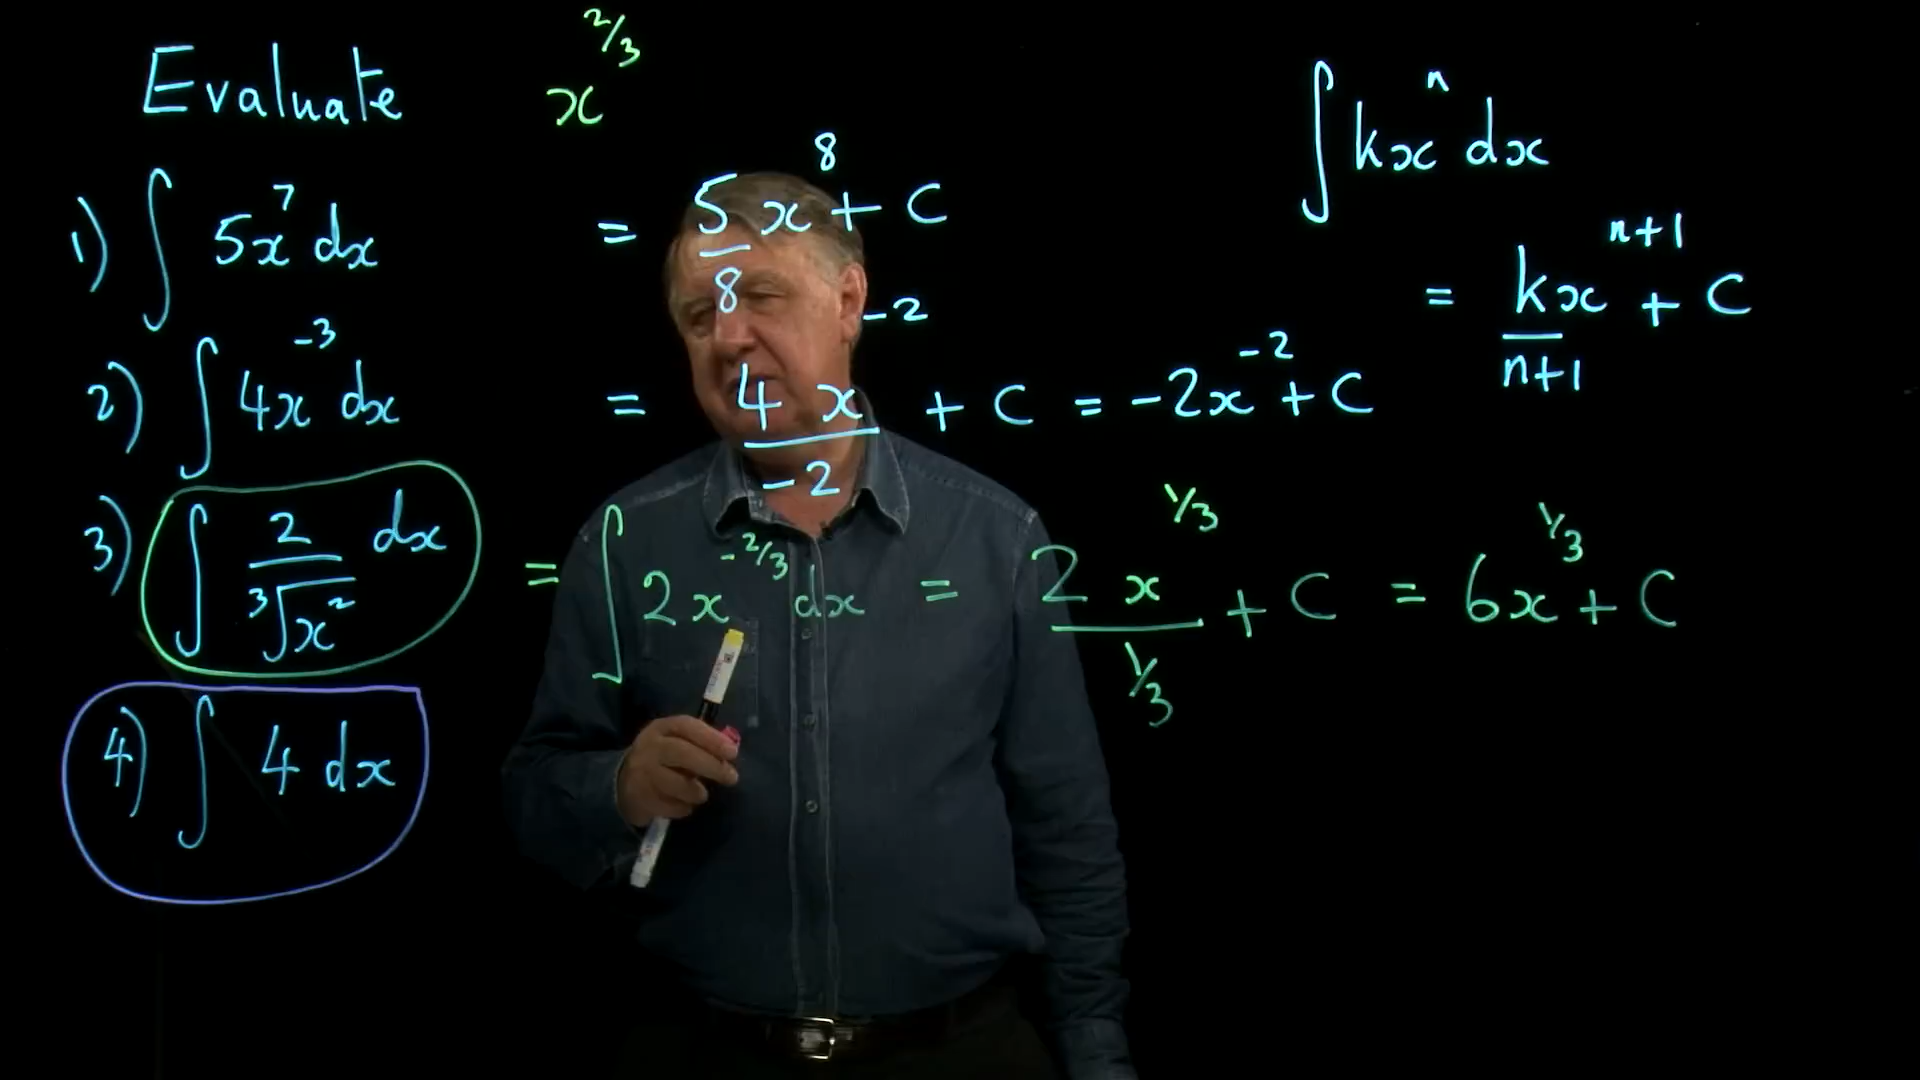 Evaluate x^{2/3}
∫ kx^n dx
= k/(n+1) x^{n+1} + C
1) ∫ 5x^7 dx = 5/8 x^8 + C
2) ∫ 4x^{-3} dx = 4x^{-2}/-2 + C = -2x^{-2} + C
3) ∫ 2/∛(x²) dx = ∫ 2x^{-2/3} dx = 2x^{1/3}/(1/3) + C = 6x^{1/3} + C
4) ∫ 4 dx